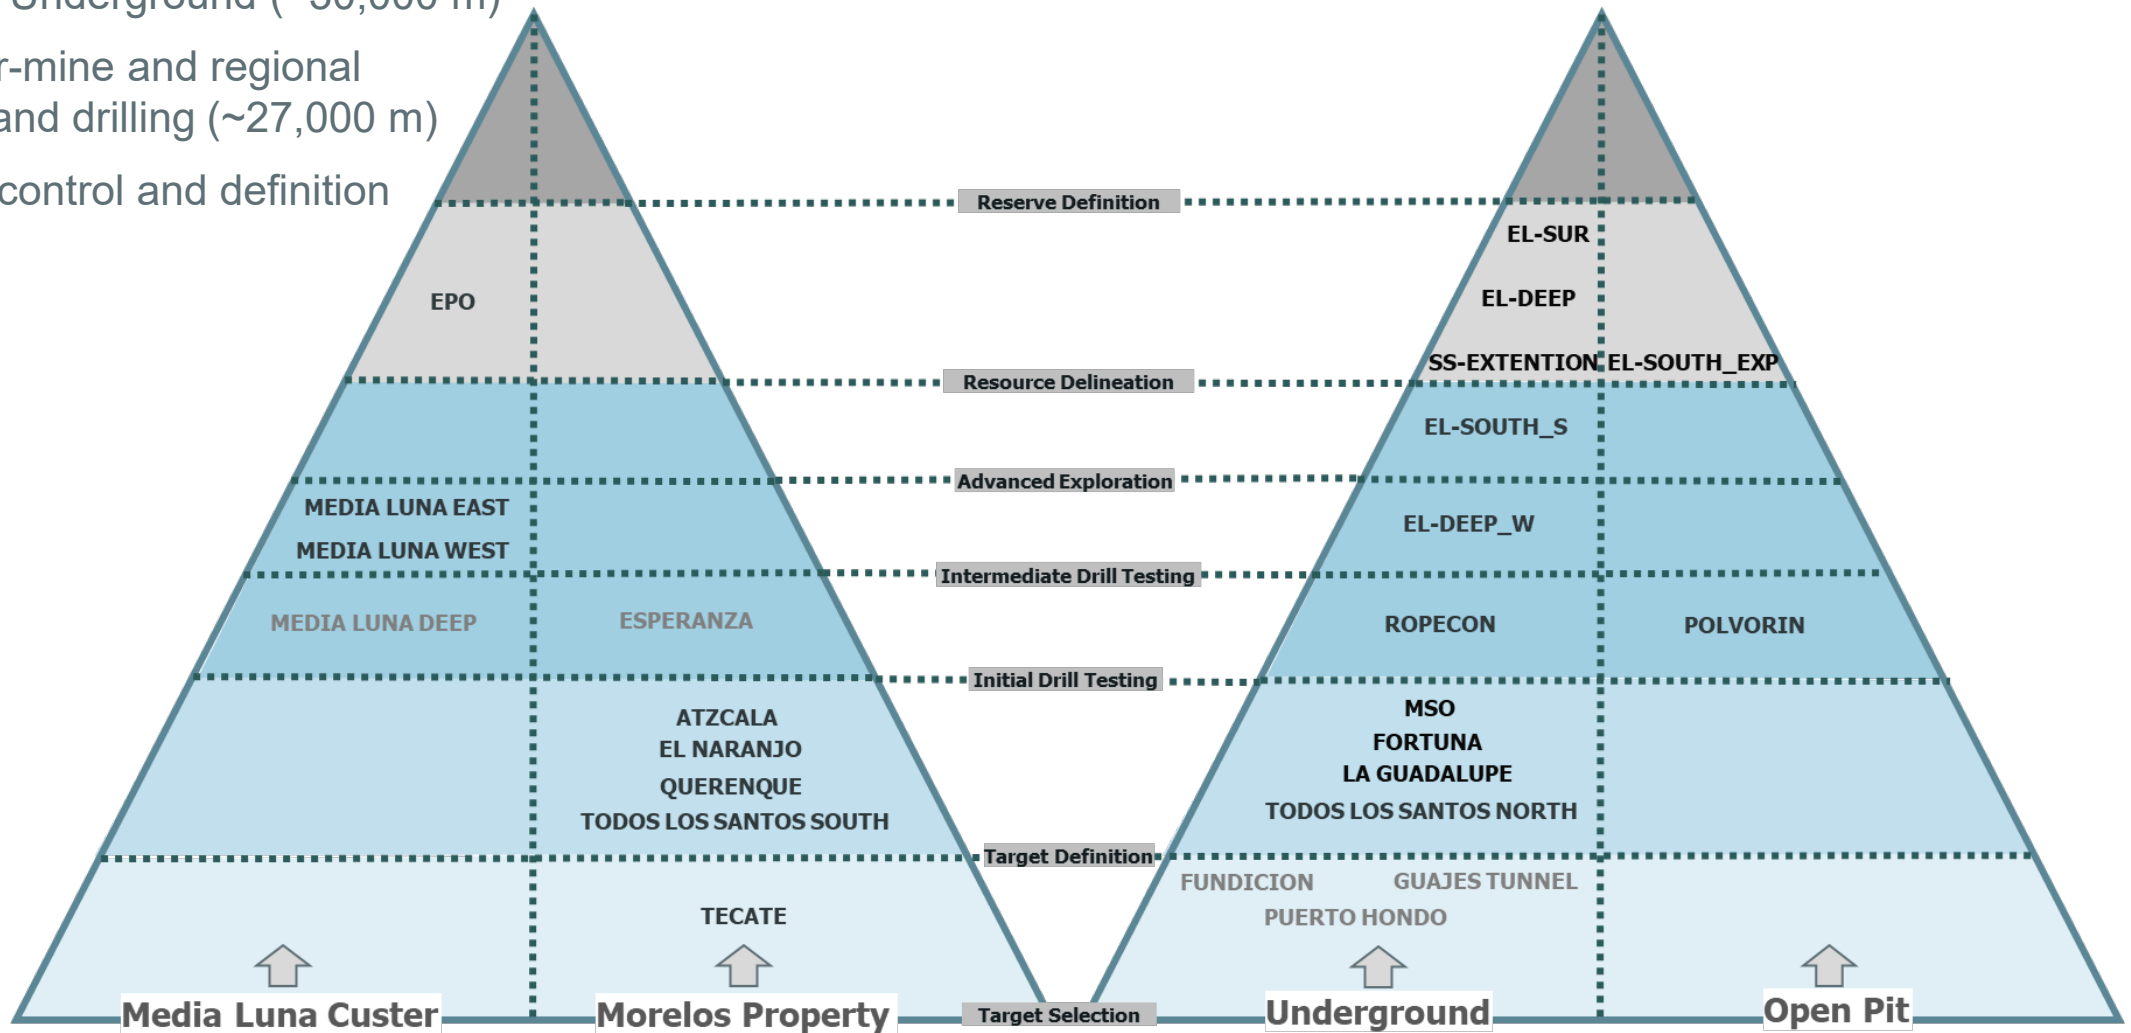 Underground (~50,000 m)
r-mine and regional
and drilling (~27,000 m)
control and definition
Reserve Definition
EL-SUR
EPO
EL-DEEP
SS-EXTENTION EL-SOUTH_EXP
Resource Delineation
EL-SOUTH_S
Advanced Exploration
MEDIA LUNA EAST
EL-DEEP_W
MEDIA LUNA WEST
Intermediate Drill Testing
MEDIA LUNA DEEP ESPERANZA ROPECON POLVORIN
Initial Drill Testing
ATZCALA
EL NARANJO
QUERENQUE
TODOS LOS SANTOS SOUTH
MSO
FORTUNA
LA GUADALUPE
TODOS LOS SANTOS NORTH
Target Definition
FUNDICION GUAJES TUNNEL
PUERTO HONDO
TECATE
Media Luna Custer Morelos Property Target Selection Underground Open Pit